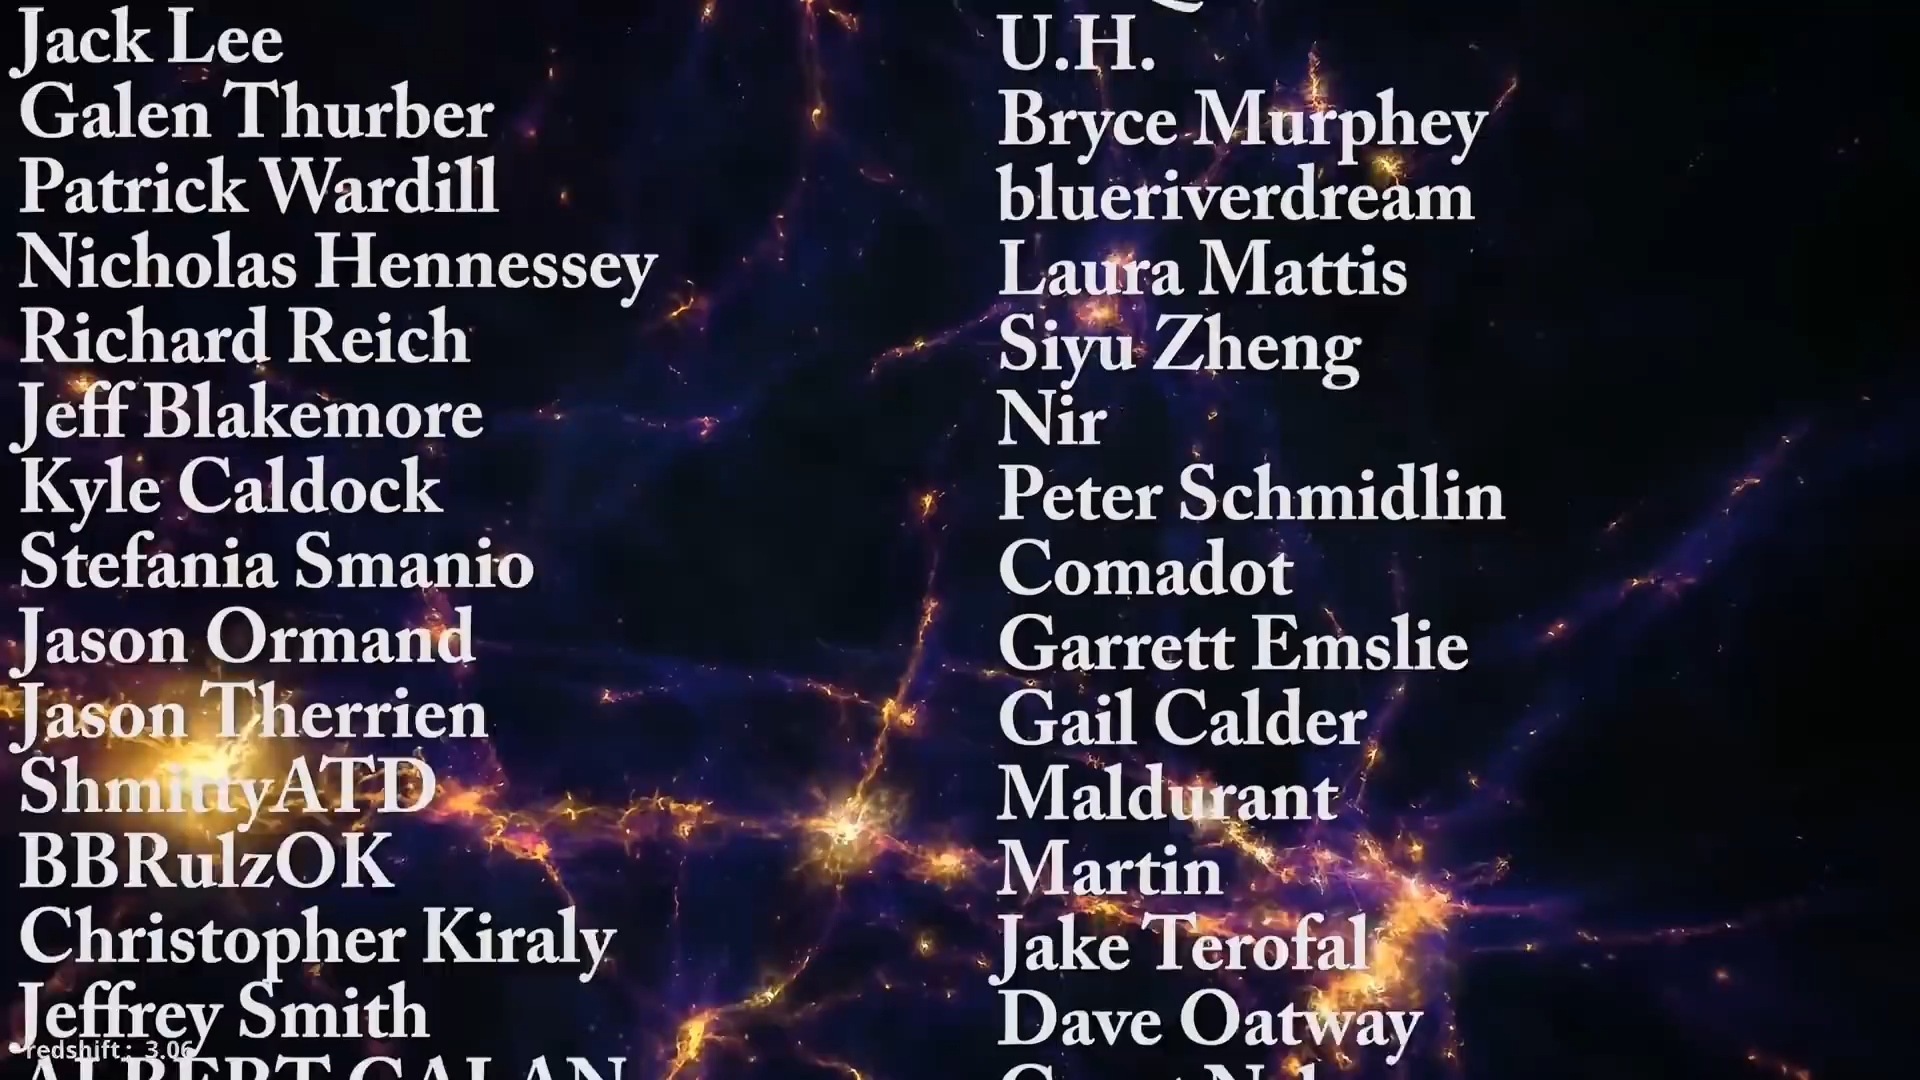 Jack Lee
Galen Thurber
Patrick Wardill
Nicholas Hennessey
Richard Reich
Jeff Blakemore
Kyle Caldock
Stefania Smanio
Jason Ormand
Jason Therrien
ShmittyATD
BBRulzOK
Christopher Kiraly
Jeffrey Smith
redshift: 3.06
ALBERT GALAN
U.H.
Bryce Murphey
blueriverdream
Laura Mattis
Siyu Zheng
Nir
Peter Schmidlin
Comadot
Garrett Emslie
Gail Calder
Maldurant
Martin
Jake Terofal
Dave Oatway